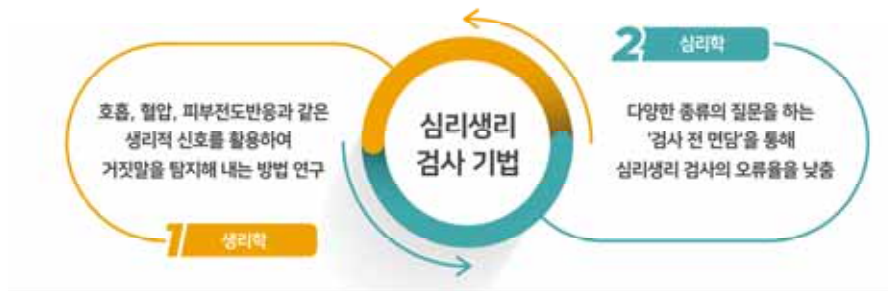 호흡, 혈압, 피부전도반응과 같은
생리적 신호를 활용하여
거짓말을 탐지해 내는 방법 연구
1 생리학
심리생리
검사 기법
2 심리학
다양한 종류의 질문을 하는
'검사 전 면담'을 통해
심리생리 검사의 오류율을 낮춤